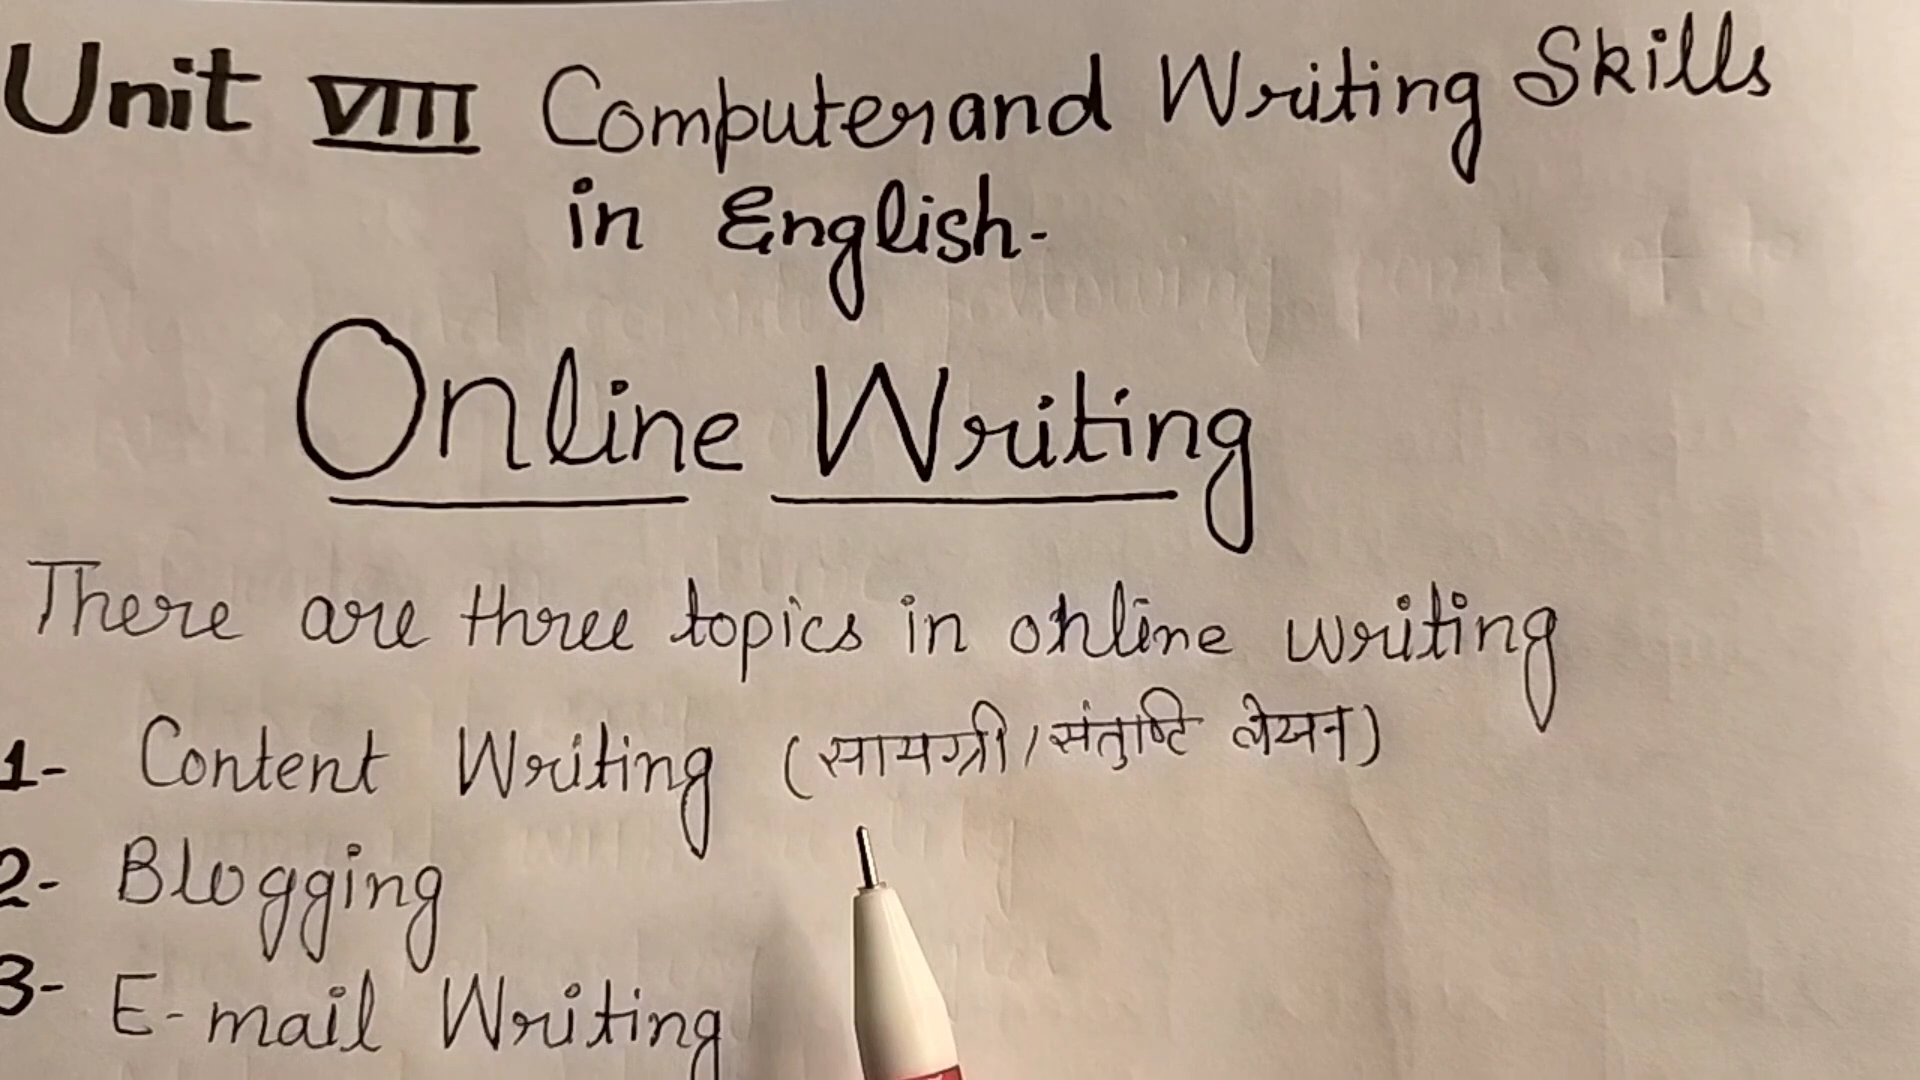 Unit VIII Computer and Writing Skills
in English-
Online Writing
There are three topics in online writing
1- Content Writing (सामग्री/संतुष्टि लेखन)
2- Blogging
3- E-mail Writing